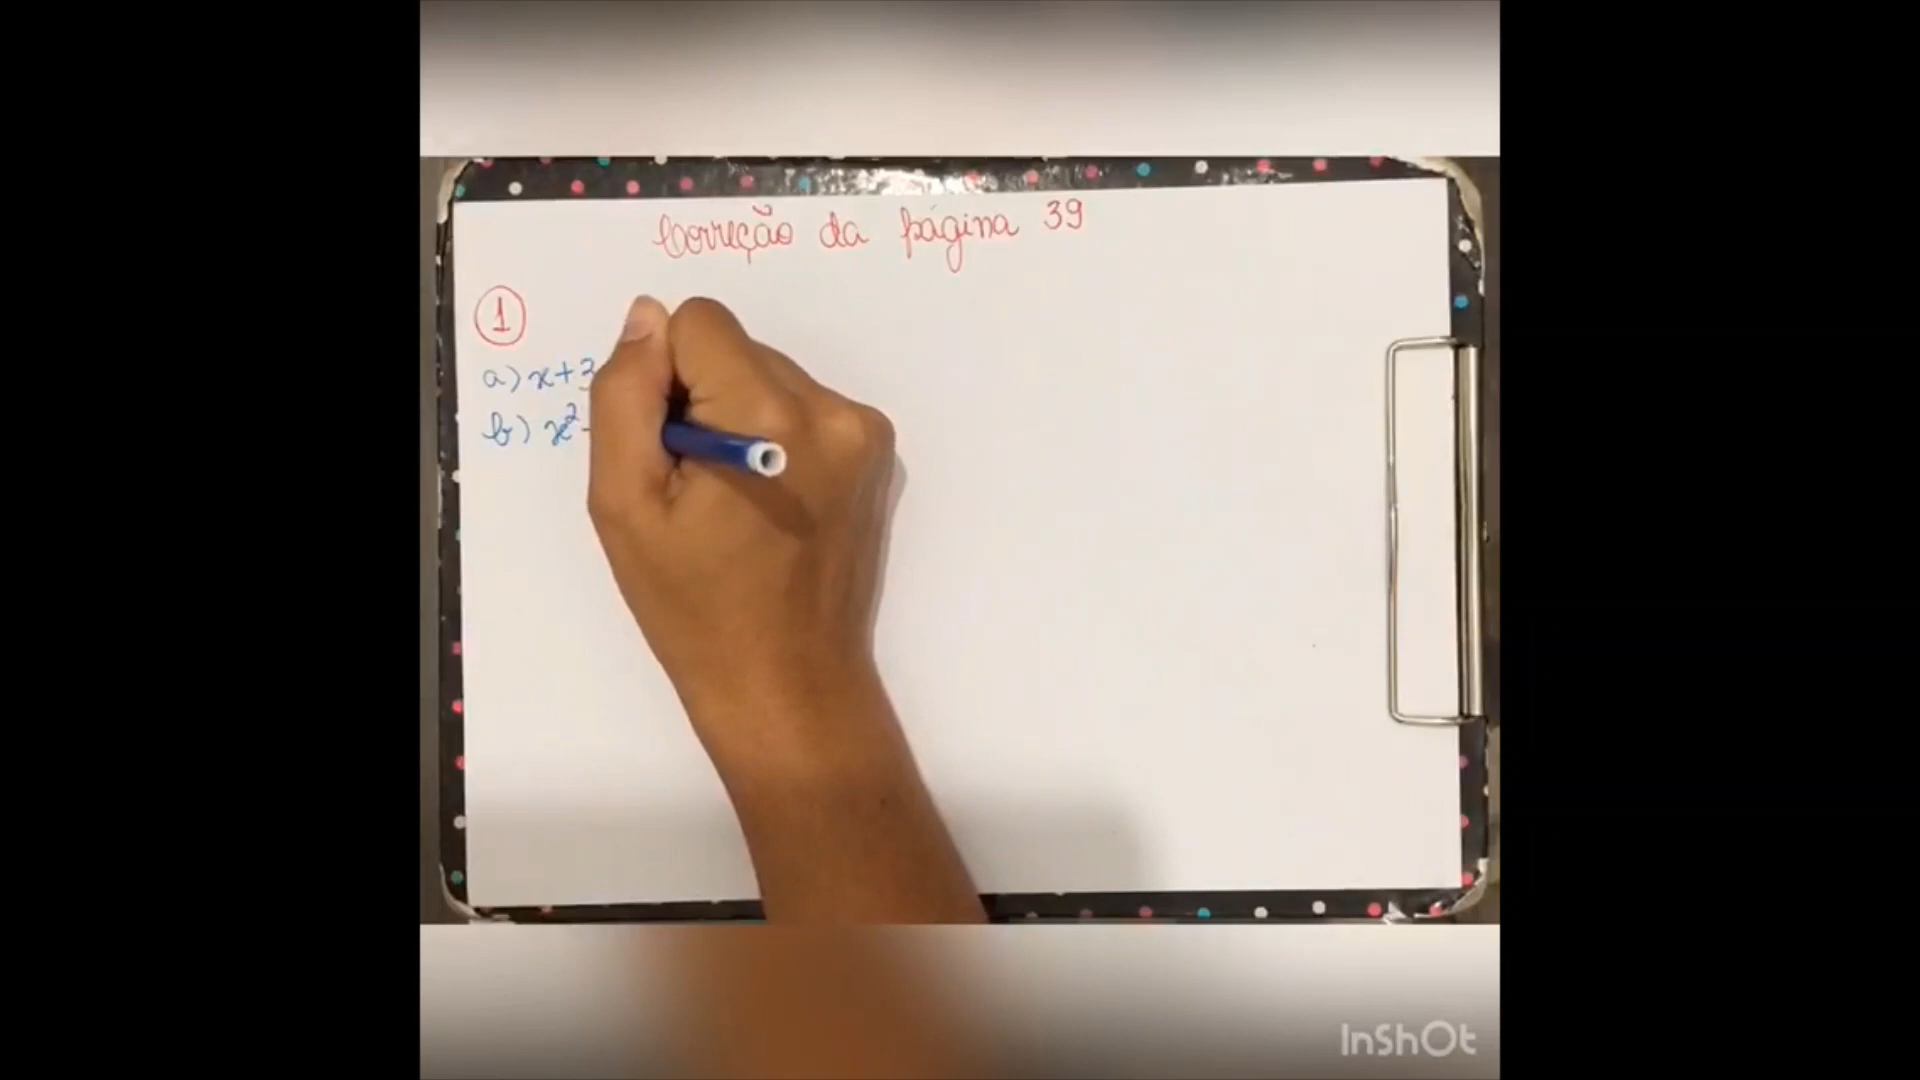 Correção da página 39
1
a) x+3
b) x²-
InShOt